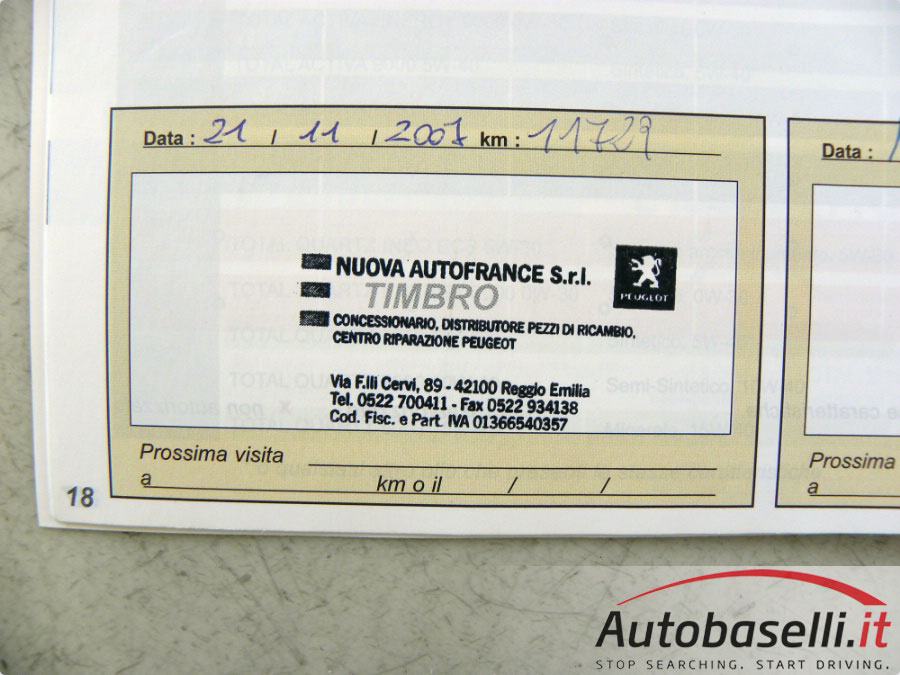 Data : 21 / 11 / 2007 km : 11729
NUOVA AUTOFRANCE S.r.l.
TIMBRO
PEUGEOT
CONCESSIONARIO, DISTRIBUTORE PEZZI DI RICAMBIO,
CENTRO RIPARAZIONE PEUGEOT
Via F.lli Cervi, 89 - 42100 Reggio Emilia
Tel. 0522 700411 - Fax 0522 934138
Cod. Fisc. e Part. IVA 01366540357
Prossima visita
a km o il / /
18
Data :
Prossima
a
Autobaselli.it
STOP SEARCHING. START DRIVING.